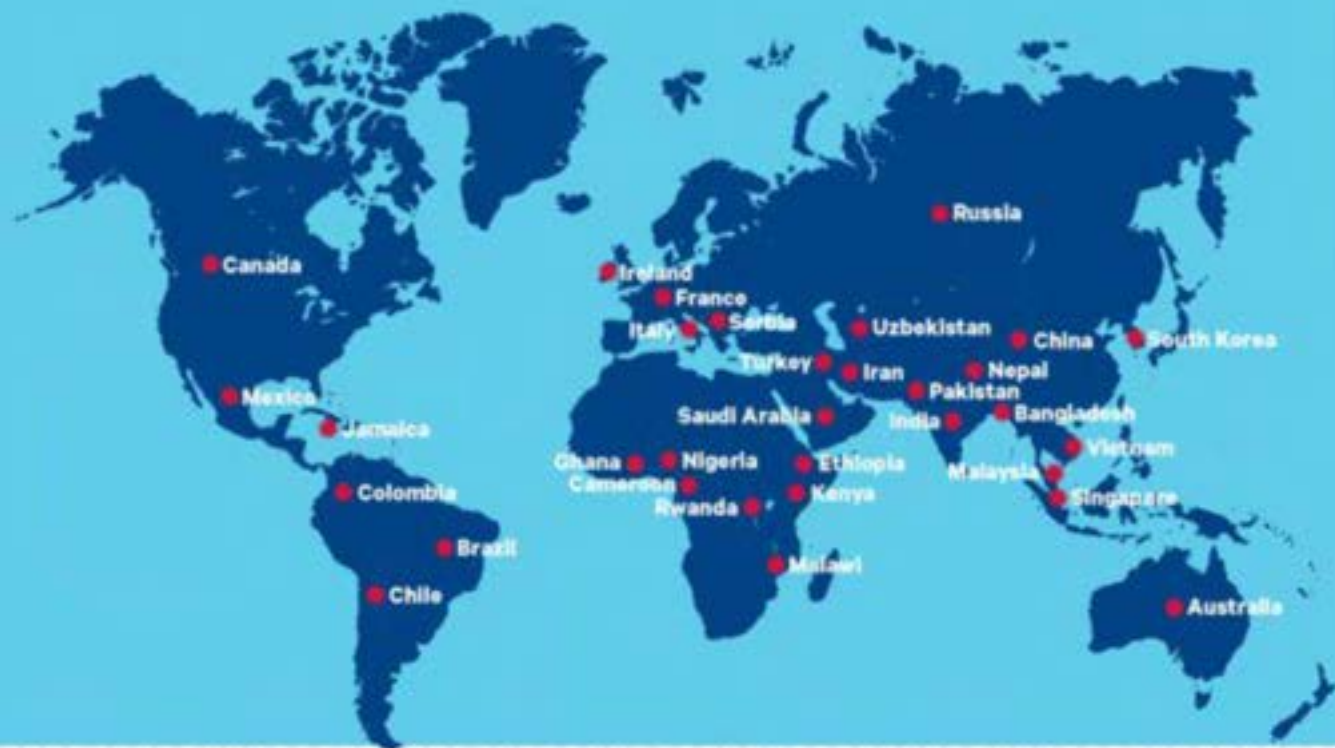 Russia
Canada
Ireland
France
Serbia
Italy
Uzbekistan
China
South Korea
Turkey
Iran
Nepal
Pakistan
Mexico
Saudi Arabia
India
Bangladesh
Jamaica
Vietnam
Ghana
Nigeria
Ethiopia
Malaysia
Cameroon
Colombia
Kenya
Singapore
Rwanda
Brazil
Malawi
Chile
Australia